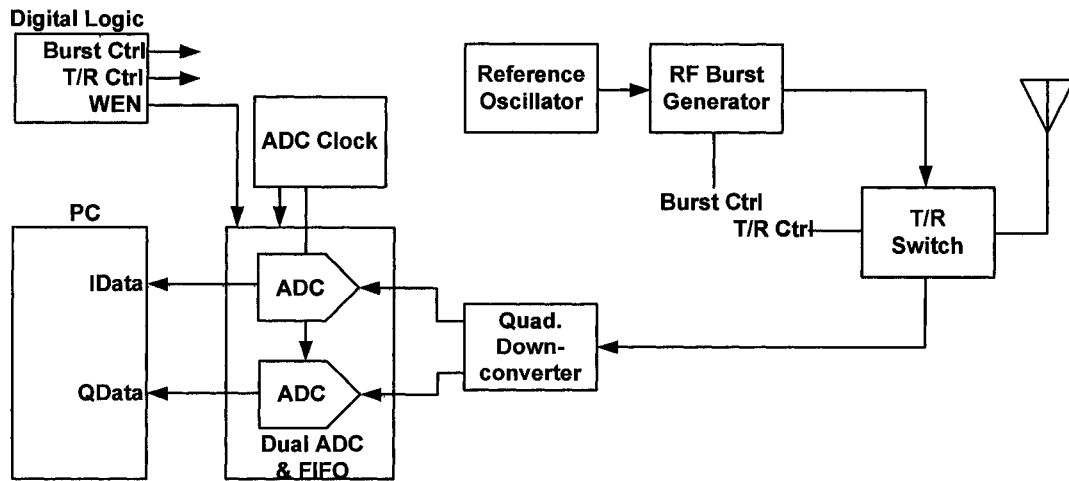 Digital Logic
Burst Ctrl
T/R Ctrl
WEN
ADC Clock
Reference
Oscillator
RF Burst
Generator
Burst Ctrl
T/R Ctrl
T/R
Switch
PC
IData
QData
ADC
ADC
Dual ADC
& FIFO
Quad.
Down-
converter